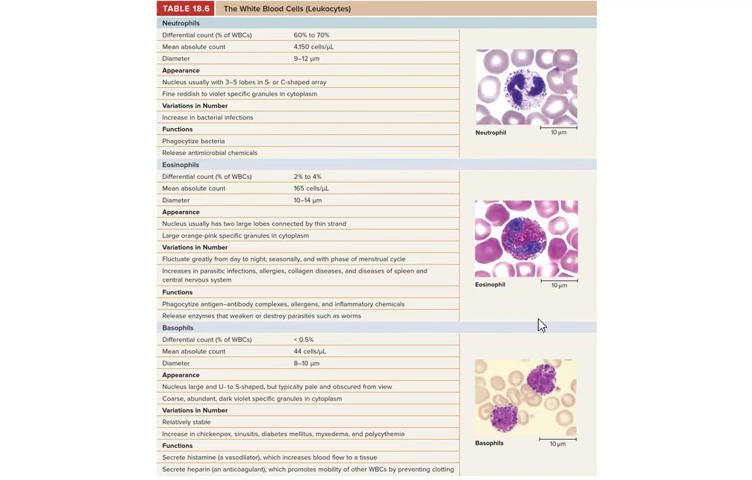 TABLE 18.6 The White Blood Cells (Leukocytes)
Neutrophils
Differential count (% of WBCs) 60% to 70%
Mean absolute count 4,150 cells/µL
Diameter 9–12 µm
Appearance
Nucleus usually with 3–5 lobes in S- or C-shaped array
Fine reddish to violet specific granules in cytoplasm
Variations in Number
Increase in bacterial infections
Functions
Phagocytize bacteria
Release antimicrobial chemicals
Neutrophil 10 µm
Eosinophils
Differential count (% of WBCs) 2% to 4%
Mean absolute count 165 cells/µL
Diameter 10–14 µm
Appearance
Nucleus usually has two large lobes connected by thin strand
Large orange-pink specific granules in cytoplasm
Variations in Number
Fluctuate greatly from day to night, seasonally, and with phase of menstrual cycle
Increases in parasitic infections, allergies, collagen diseases, and diseases of spleen and
central nervous system
Functions
Phagocytize antigen–antibody complexes, allergens, and inflammatory chemicals
Release enzymes that weaken or destroy parasites such as worms
Eosinophil 10 µm
Basophils
Differential count (% of WBCs) < 0.5%
Mean absolute count 44 cells/µL
Diameter 8–10 µm
Appearance
Nucleus large and U- to S-shaped, but typically pale and obscured from view
Coarse, abundant, dark violet specific granules in cytoplasm
Variations in Number
Relatively stable
Increase in chickenpox, sinusitis, diabetes mellitus, myxedema, and polycythemia
Functions
Secrete histamine (a vasodilator), which increases blood flow to a tissue
Secrete heparin (an anticoagulant), which promotes mobility of other WBCs by preventing clotting
Basophils 10 µm